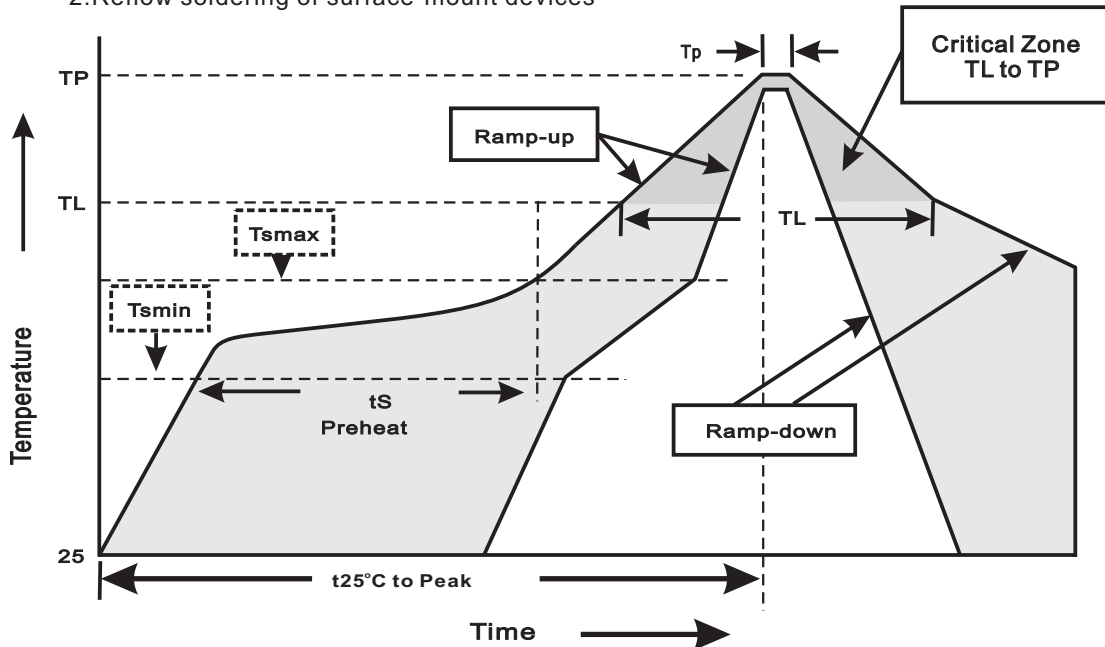 2.Reflow soldering of surface-mount devices
Tp
Critical Zone
TL to TP
TP
Ramp-up
TL
TL
Tsmax
Tsmin
tS
Preheat
Ramp-down
Temperature
25
t25°C to Peak
Time